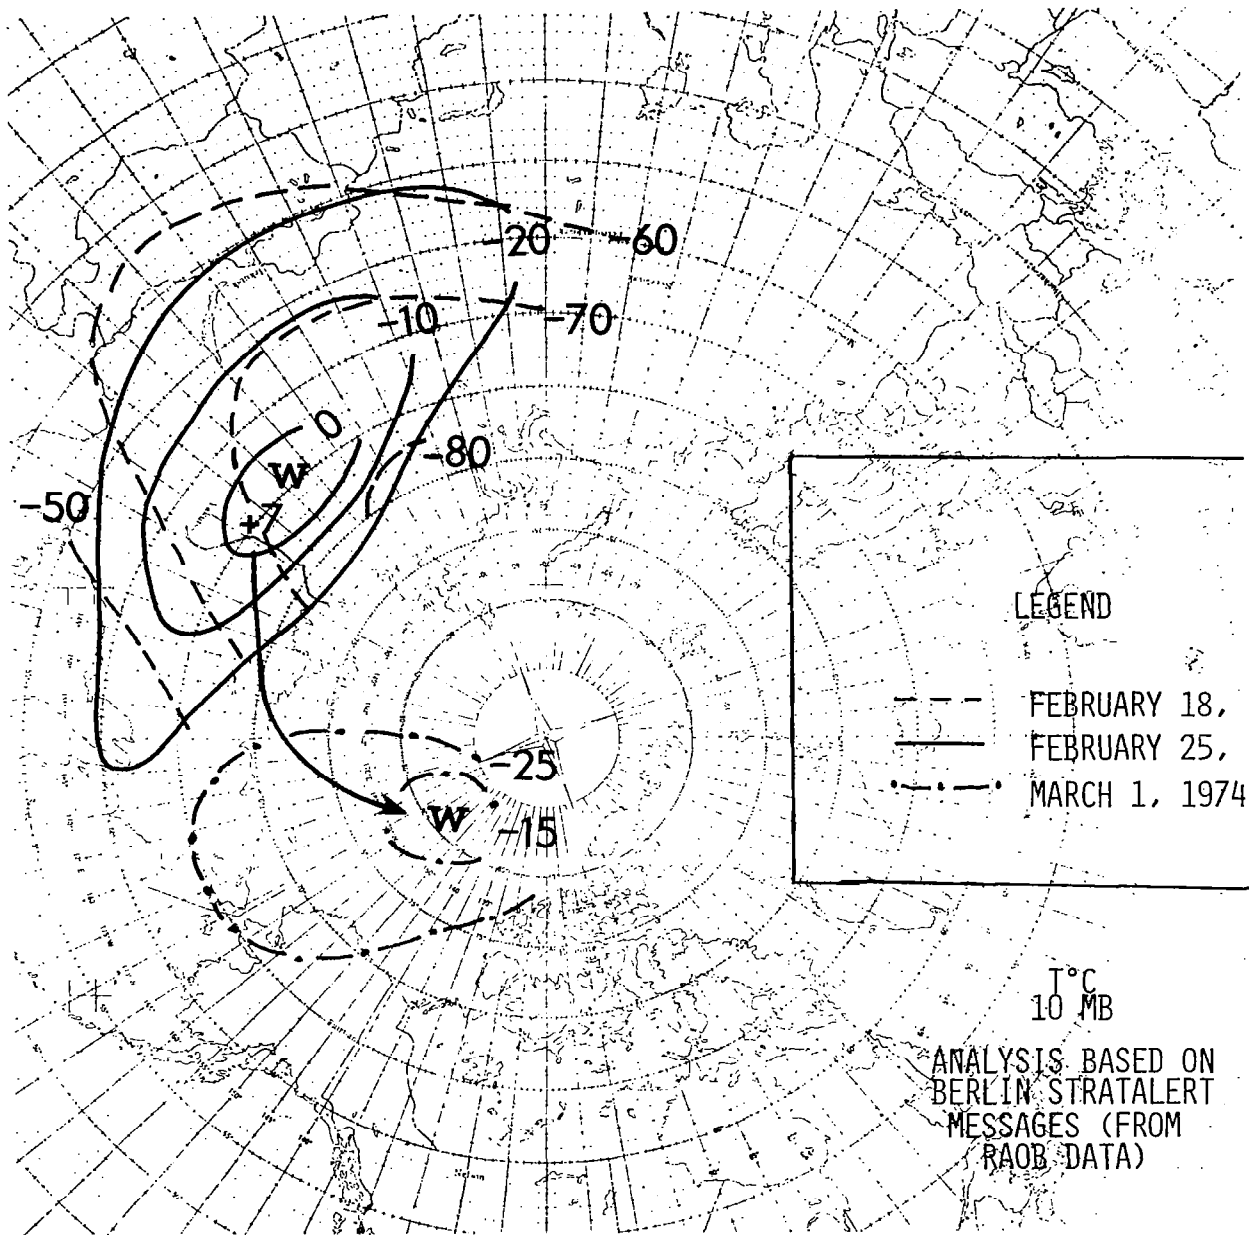 -20
-60
-10
-70
0
-80
W
-50
+7
-25
W
-15
LEGEND
FEBRUARY 18,
FEBRUARY 25,
MARCH 1, 1974
T°C
10 MB
ANALYSIS BASED ON
BERLIN STRATALERT
MESSAGES (FROM
RAOB DATA)